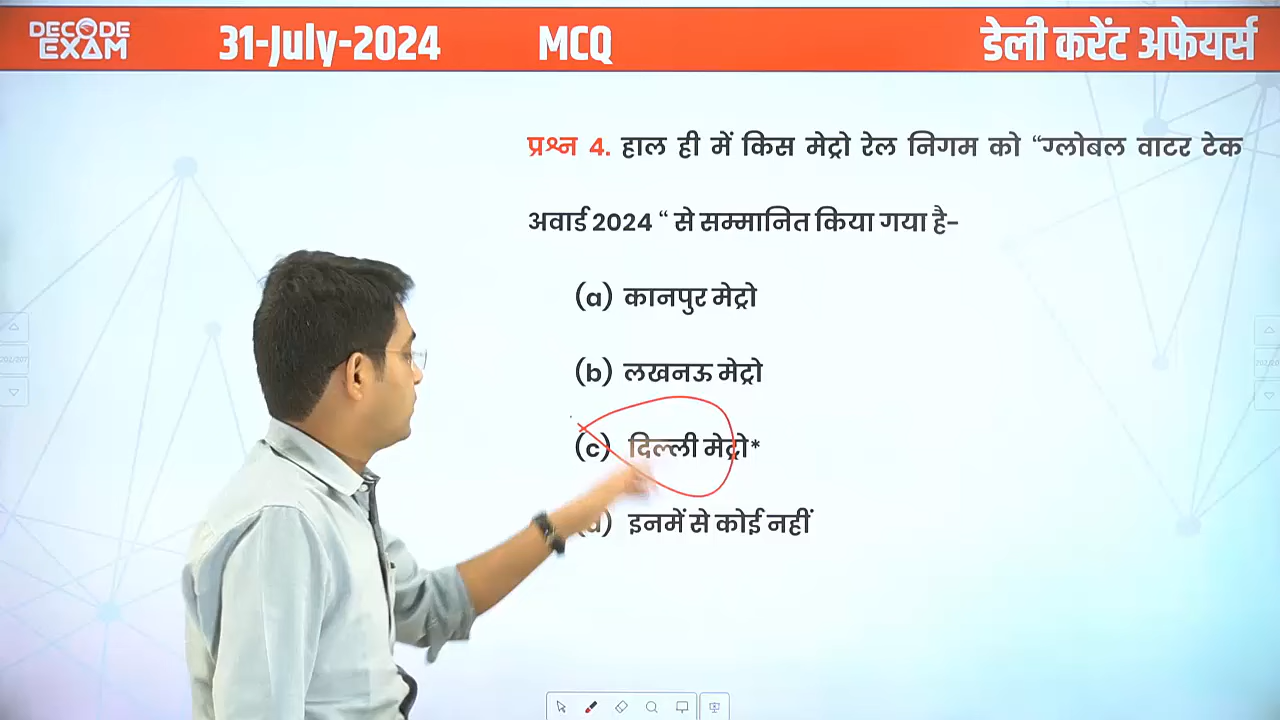 DECODE EXAM
31-July-2024
MCQ
डेली करेंट अफेयर्स
प्रश्न 4. हाल ही में किस मेट्रो रेल निगम को “ग्लोबल वाटर टेक
अवार्ड 2024 “ से सम्मानित किया गया है-
(a) कानपुर मेट्रो
(b) लखनऊ मेट्रो
(c) दिल्ली मेट्रो*
(d) इनमें से कोई नहीं